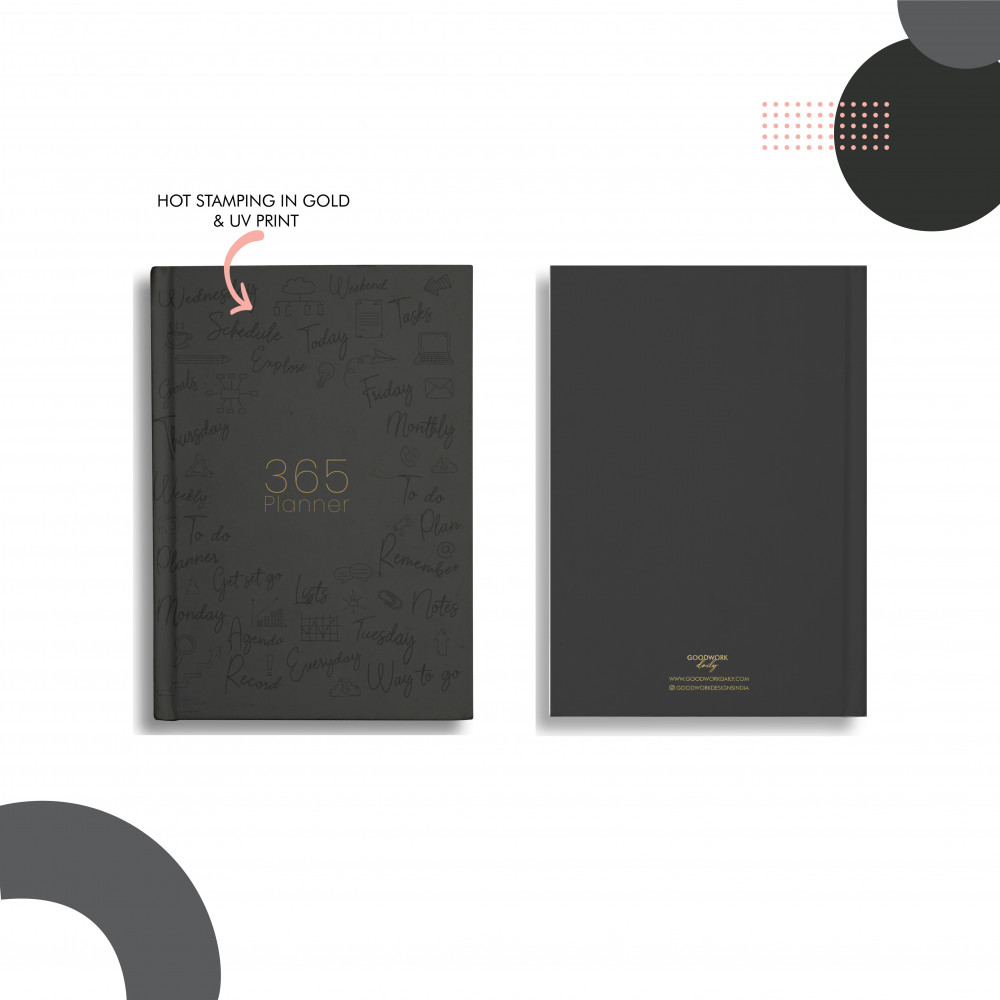 HOT STAMPING IN GOLD
& UV PRINT
Wednesday
Weekend
Schedule
Today
Tasks
Explore
Goals
Friday
Thursday
Monthly
365
Planner
Weekly
To do
To do
Plan
Planner
Remember
@
Get set go
Lists
Monday
Notes
Agenda
Tuesday
Everyday
Record
Way to go
GOODWORK
daily
WWW.GOODWORKDAILY.COM
GOODWORKDESIGNSINDIA